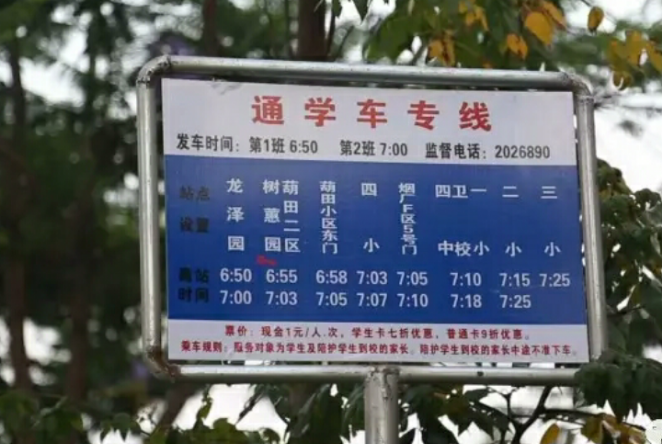 通学车专线
发车时间：第1班 6:50 第2班 7:00 监督电话：2026890
站点设置 龙泽园 树蕙园 葫田二区 葫田小区东门 四小 烟厂F区5号门 四中 卫校 一小 二小 三小
离站时间 6:50 6:55 6:58 7:03 7:05 7:10 7:15 7:25
7:00 7:03 7:05 7:07 7:10 7:18 7:25
票价：现金1元/人.次，学生卡七折优惠，普通卡9折优惠。
乘车规则：服务对象为学生及陪护学生到校的家长。陪护学生到校的家长中途不准下车。